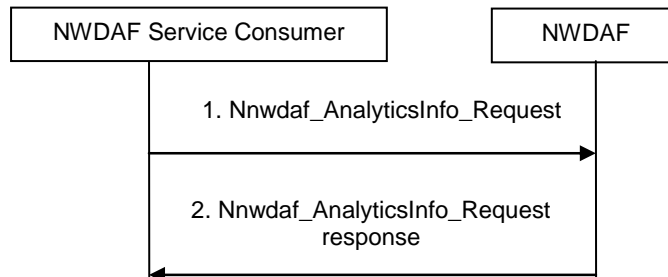 NWDAF Service Consumer
NWDAF
1. Nnwdaf_AnalyticsInfo_Request
2. Nnwdaf_AnalyticsInfo_Request
response